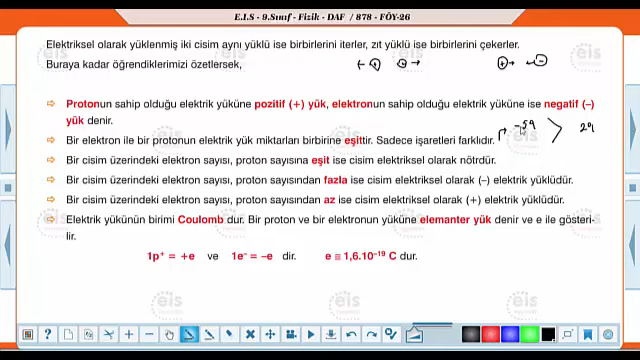 E.I.S - 9.Sınıf - Fizik - DAF / 878 - FÖY-26
Elektriksel olarak yüklenmiş iki cisim aynı yüklü ise birbirlerini iterler, zıt yüklü ise birbirlerini çekerler.
Buraya kadar öğrendiklerimizi özetlersek,
⇨ Protonun sahip olduğu elektrik yüküne pozitif (+) yük, elektronun sahip olduğu elektrik yüküne ise negatif (–)
yük denir.
-5q > 2q
⇨ Bir elektron ile bir protonun elektrik yük miktarları birbirine eşittir. Sadece işaretleri farklıdır.
⇨ Bir cisim üzerindeki elektron sayısı, proton sayısına eşit ise cisim elektriksel olarak nötrdür.
⇨ Bir cisim üzerindeki elektron sayısı, proton sayısından fazla ise cisim elektriksel olarak (–) elektrik yüklüdür.
⇨ Bir cisim üzerindeki elektron sayısı, proton sayısından az ise cisim elektriksel olarak (+) elektrik yüklüdür.
⇨ Elektrik yükünün birimi Coulomb dur. Bir proton ve bir elektronun yüküne elemanter yük denir ve e ile gösteri-
lir.
1p⁺ = +e ve 1e⁻ = –e dir. e ≅ 1,6.10⁻¹⁹ C dur.